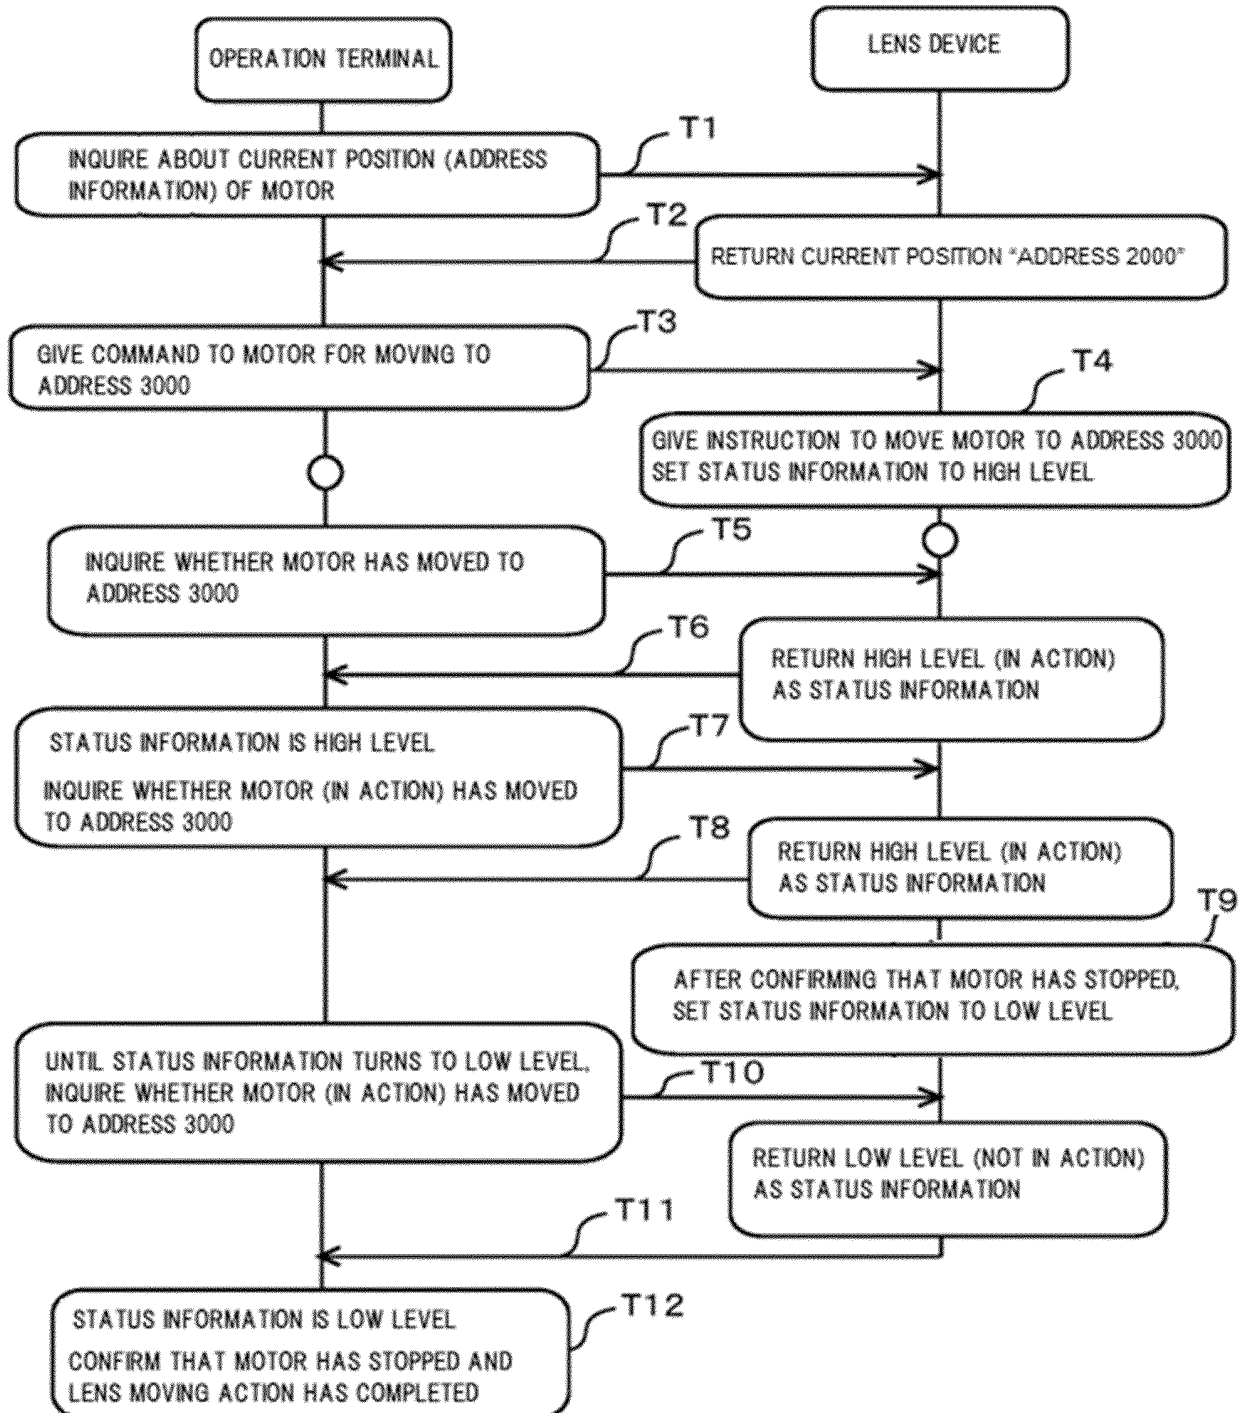 OPERATION TERMINAL
LENS DEVICE
T1
INQUIRE ABOUT CURRENT POSITION (ADDRESS
INFORMATION) OF MOTOR
T2
RETURN CURRENT POSITION “ADDRESS 2000”
T3
GIVE COMMAND TO MOTOR FOR MOVING TO
ADDRESS 3000
T4
GIVE INSTRUCTION TO MOVE MOTOR TO ADDRESS 3000
SET STATUS INFORMATION TO HIGH LEVEL
T5
INQUIRE WHETHER MOTOR HAS MOVED TO
ADDRESS 3000
T6
RETURN HIGH LEVEL (IN ACTION)
AS STATUS INFORMATION
T7
STATUS INFORMATION IS HIGH LEVEL
INQUIRE WHETHER MOTOR (IN ACTION) HAS MOVED
TO ADDRESS 3000
T8
RETURN HIGH LEVEL (IN ACTION)
AS STATUS INFORMATION
T9
AFTER CONFIRMING THAT MOTOR HAS STOPPED,
SET STATUS INFORMATION TO LOW LEVEL
UNTIL STATUS INFORMATION TURNS TO LOW LEVEL,
INQUIRE WHETHER MOTOR (IN ACTION) HAS MOVED
TO ADDRESS 3000
T10
RETURN LOW LEVEL (NOT IN ACTION)
AS STATUS INFORMATION
T11
T12
STATUS INFORMATION IS LOW LEVEL
CONFIRM THAT MOTOR HAS STOPPED AND
LENS MOVING ACTION HAS COMPLETED